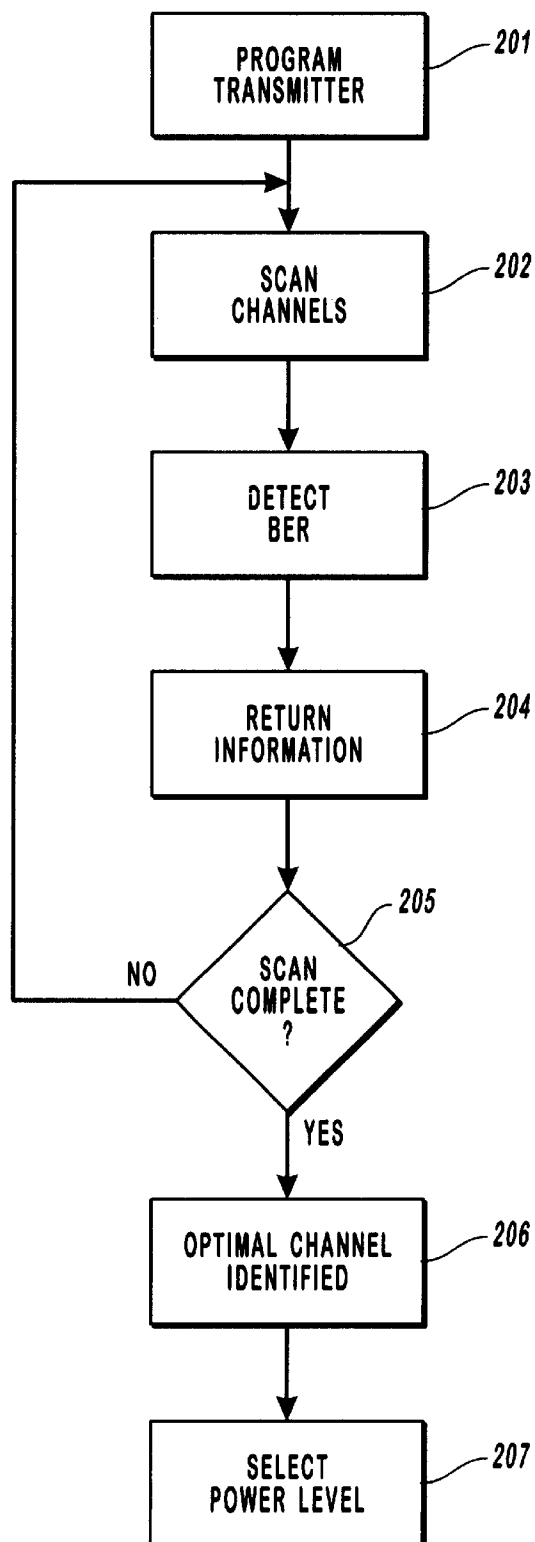 PROGRAM
TRANSMITTER
201
SCAN
CHANNELS
202
DETECT
BER
203
RETURN
INFORMATION
204
SCAN
COMPLETE
?
205
NO
YES
OPTIMAL CHANNEL
IDENTIFIED
206
SELECT
POWER LEVEL
207